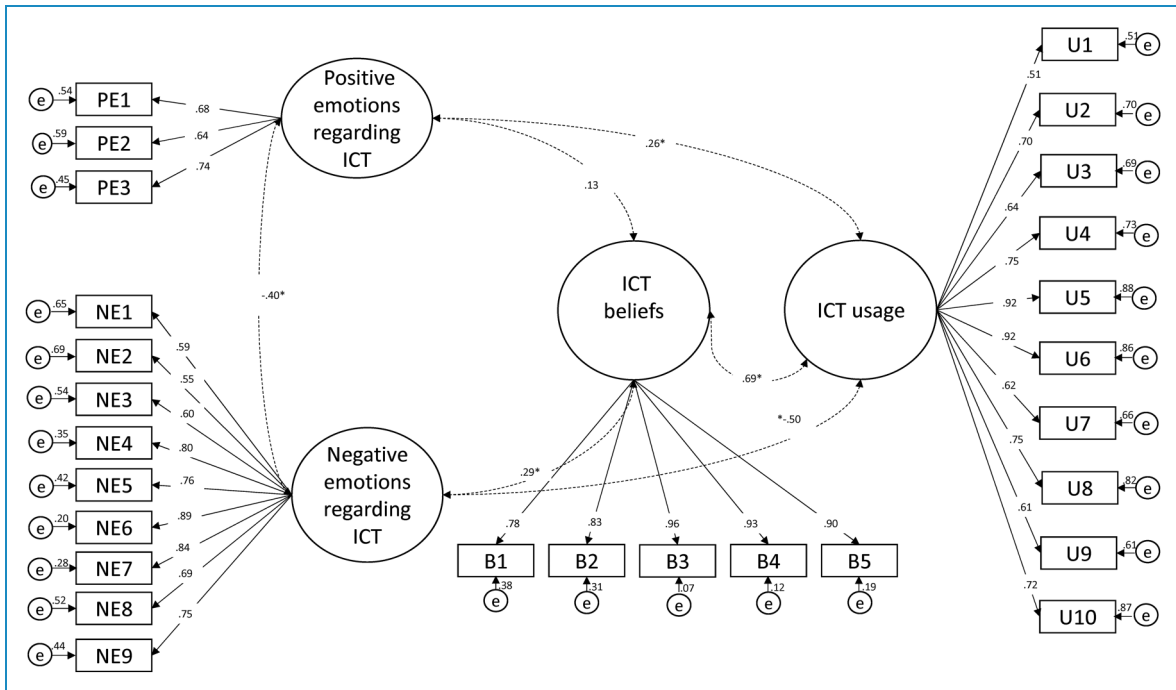 Positive
emotions
regarding
ICT
e
.54
PE1
.68
e
.59
PE2
.64
e
.45
PE3
.74
-.40*
.13
.26*
ICT
beliefs
ICT usage
.69*
*-.50
.29*
Negative
emotions
regarding
ICT
e
.65
NE1
.59
e
.69
NE2
.55
e
.54
NE3
.60
e
.35
NE4
.80
e
.42
NE5
.76
e
.20
NE6
.89
e
.28
NE7
.84
e
.52
NE8
.69
e
.44
NE9
.75
.78
.83
.96
.93
.90
B1
B2
B3
B4
B5
.38
.31
.07
.12
.19
e
e
e
e
e
.51
U1
.51
e
.70
U2
.70
e
.64
U3
.69
e
.75
U4
.73
e
.92
U5
.88
e
.92
U6
.86
e
.62
U7
.66
e
.75
U8
.82
e
.61
U9
.61
e
.72
U10
.87
e